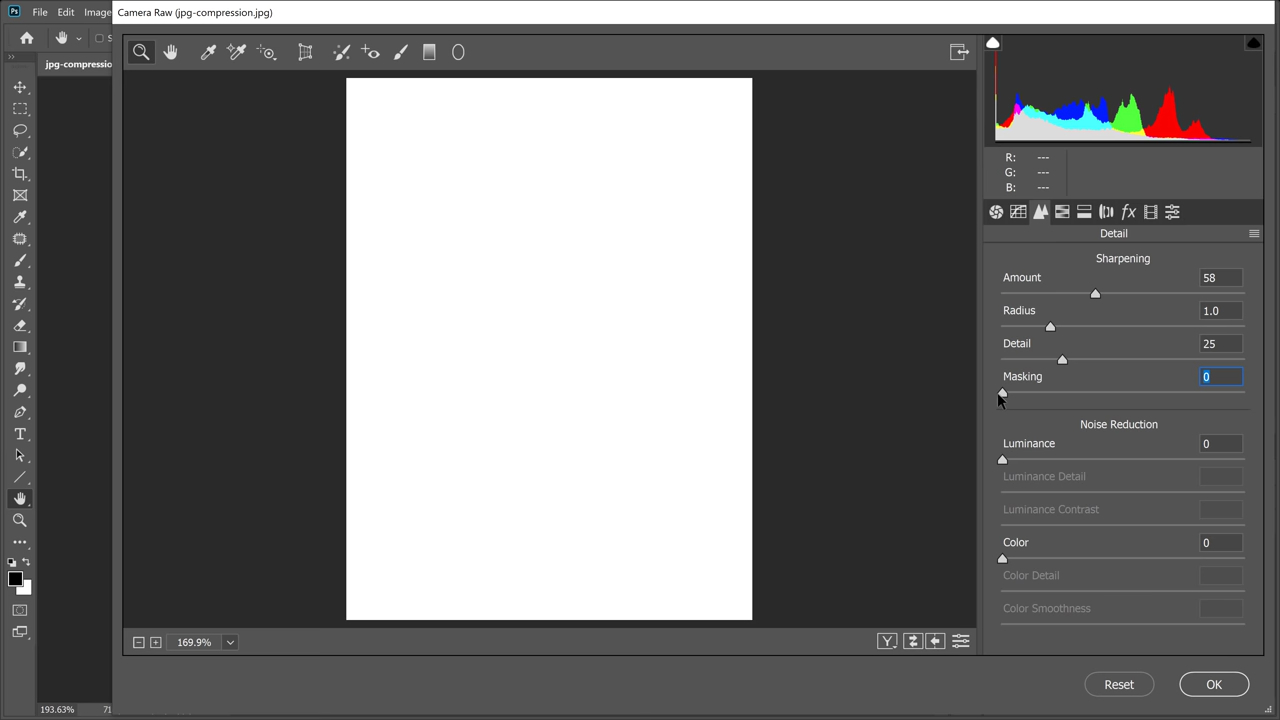 Ps File Edit Image
Camera Raw (jpg-compression.jpg)
jpg-compressio
R: ---
G: ---
B: ---
fx
Detail
Sharpening
Amount 58
Radius 1.0
Detail 25
Masking 0
Noise Reduction
Luminance 0
Luminance Detail
Luminance Contrast
Color 0
Color Detail
Color Smoothness
T
169.9%
Y
Reset OK
193.63% 71